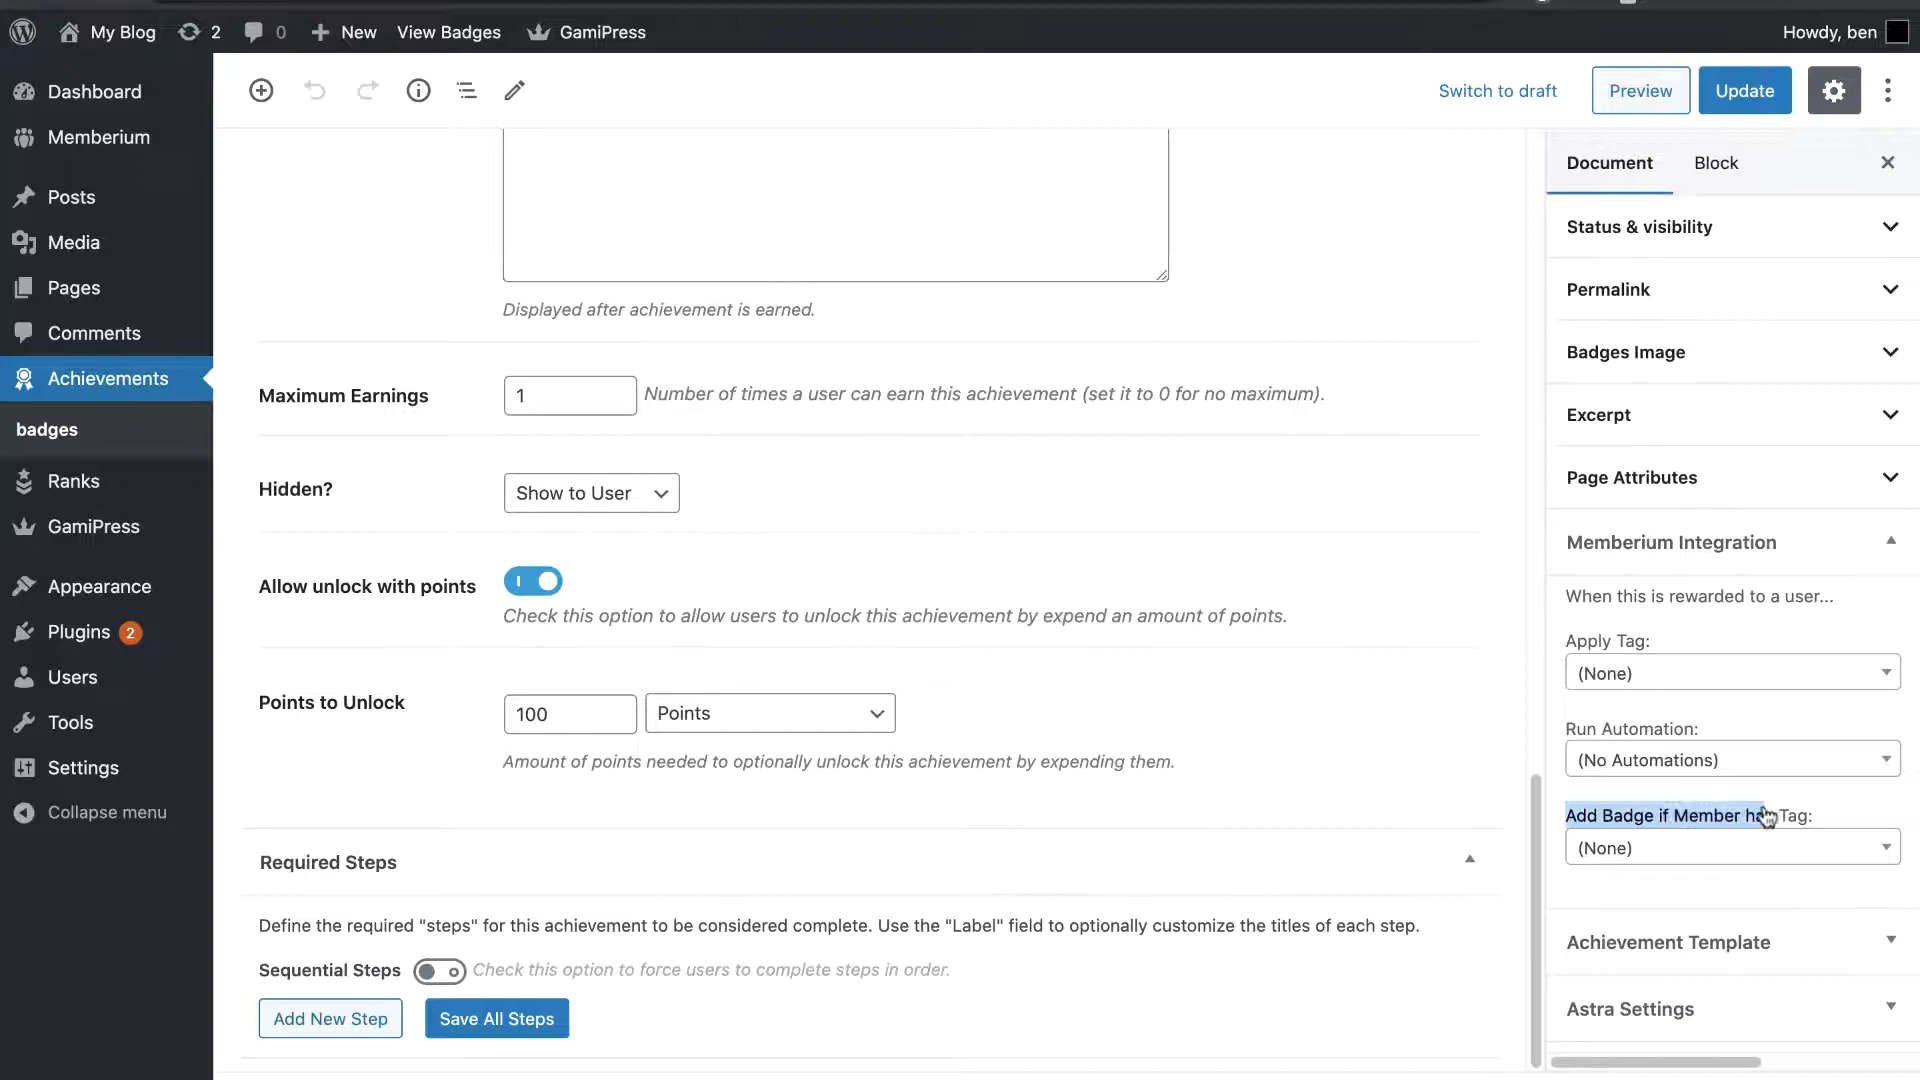 My Blog 2 0 New View Badges GamiPress Howdy, ben
Dashboard
Memberium
Posts
Media
Pages
Comments
Achievements
badges
Ranks
GamiPress
Appearance
Plugins 2
Users
Tools
Settings
Collapse menu
Switch to draft Preview Update
Displayed after achievement is earned.
Maximum Earnings 1 Number of times a user can earn this achievement (set it to 0 for no maximum).
Hidden? Show to User
Allow unlock with points
Check this option to allow users to unlock this achievement by expend an amount of points.
Points to Unlock 100 Points
Amount of points needed to optionally unlock this achievement by expending them.
Required Steps
Define the required "steps" for this achievement to be considered complete. Use the "Label" field to optionally customize the titles of each step.
Sequential Steps Check this option to force users to complete steps in order.
Add New Step Save All Steps
Document Block
Status & visibility
Permalink
Badges Image
Excerpt
Page Attributes
Memberium Integration
When this is rewarded to a user...
Apply Tag:
(None)
Run Automation:
(No Automations)
Add Badge if Member Tag:
(None)
Achievement Template
Astra Settings